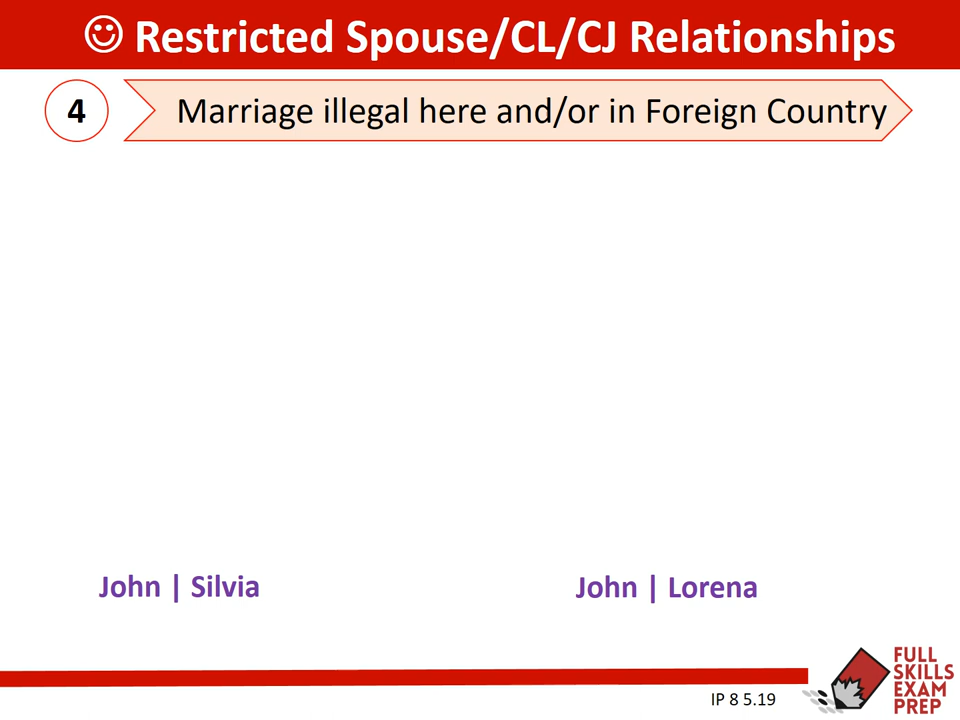 ☺ Restricted Spouse/CL/CJ Relationships
4
Marriage illegal here and/or in Foreign Country
John | Silvia
John | Lorena
IP 8 5.19
FULL
SKILLS
EXAM
PREP